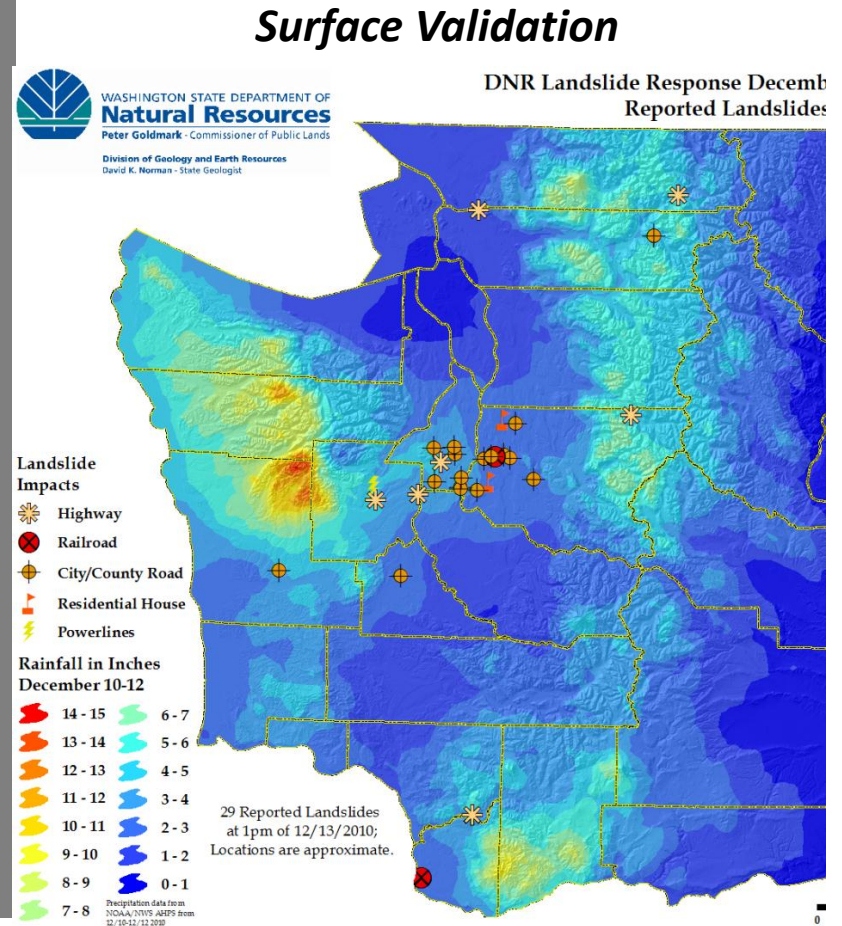 Surface Validation
WASHINGTON STATE DEPARTMENT OF
Natural Resources
Peter Goldmark - Commissioner of Public Lands
Division of Geology and Earth Resources
David K. Norman - State Geologist
DNR Landslide Response Decemb
Reported Landslides
Landslide
Impacts
Highway
Railroad
City/County Road
Residential House
Powerlines
Rainfall in Inches
December 10-12
14 - 15 6 - 7
13 - 14 5 - 6
12 - 13 4 - 5
11 - 12 3 - 4
10 - 11 2 - 3
9 - 10 1 - 2
8 - 9 0 - 1
7 - 8
Precipitation data from
NOAA/NWS AHPS from
12/10-12/12 2010
29 Reported Landslides
at 1pm of 12/13/2010;
Locations are approximate.
0